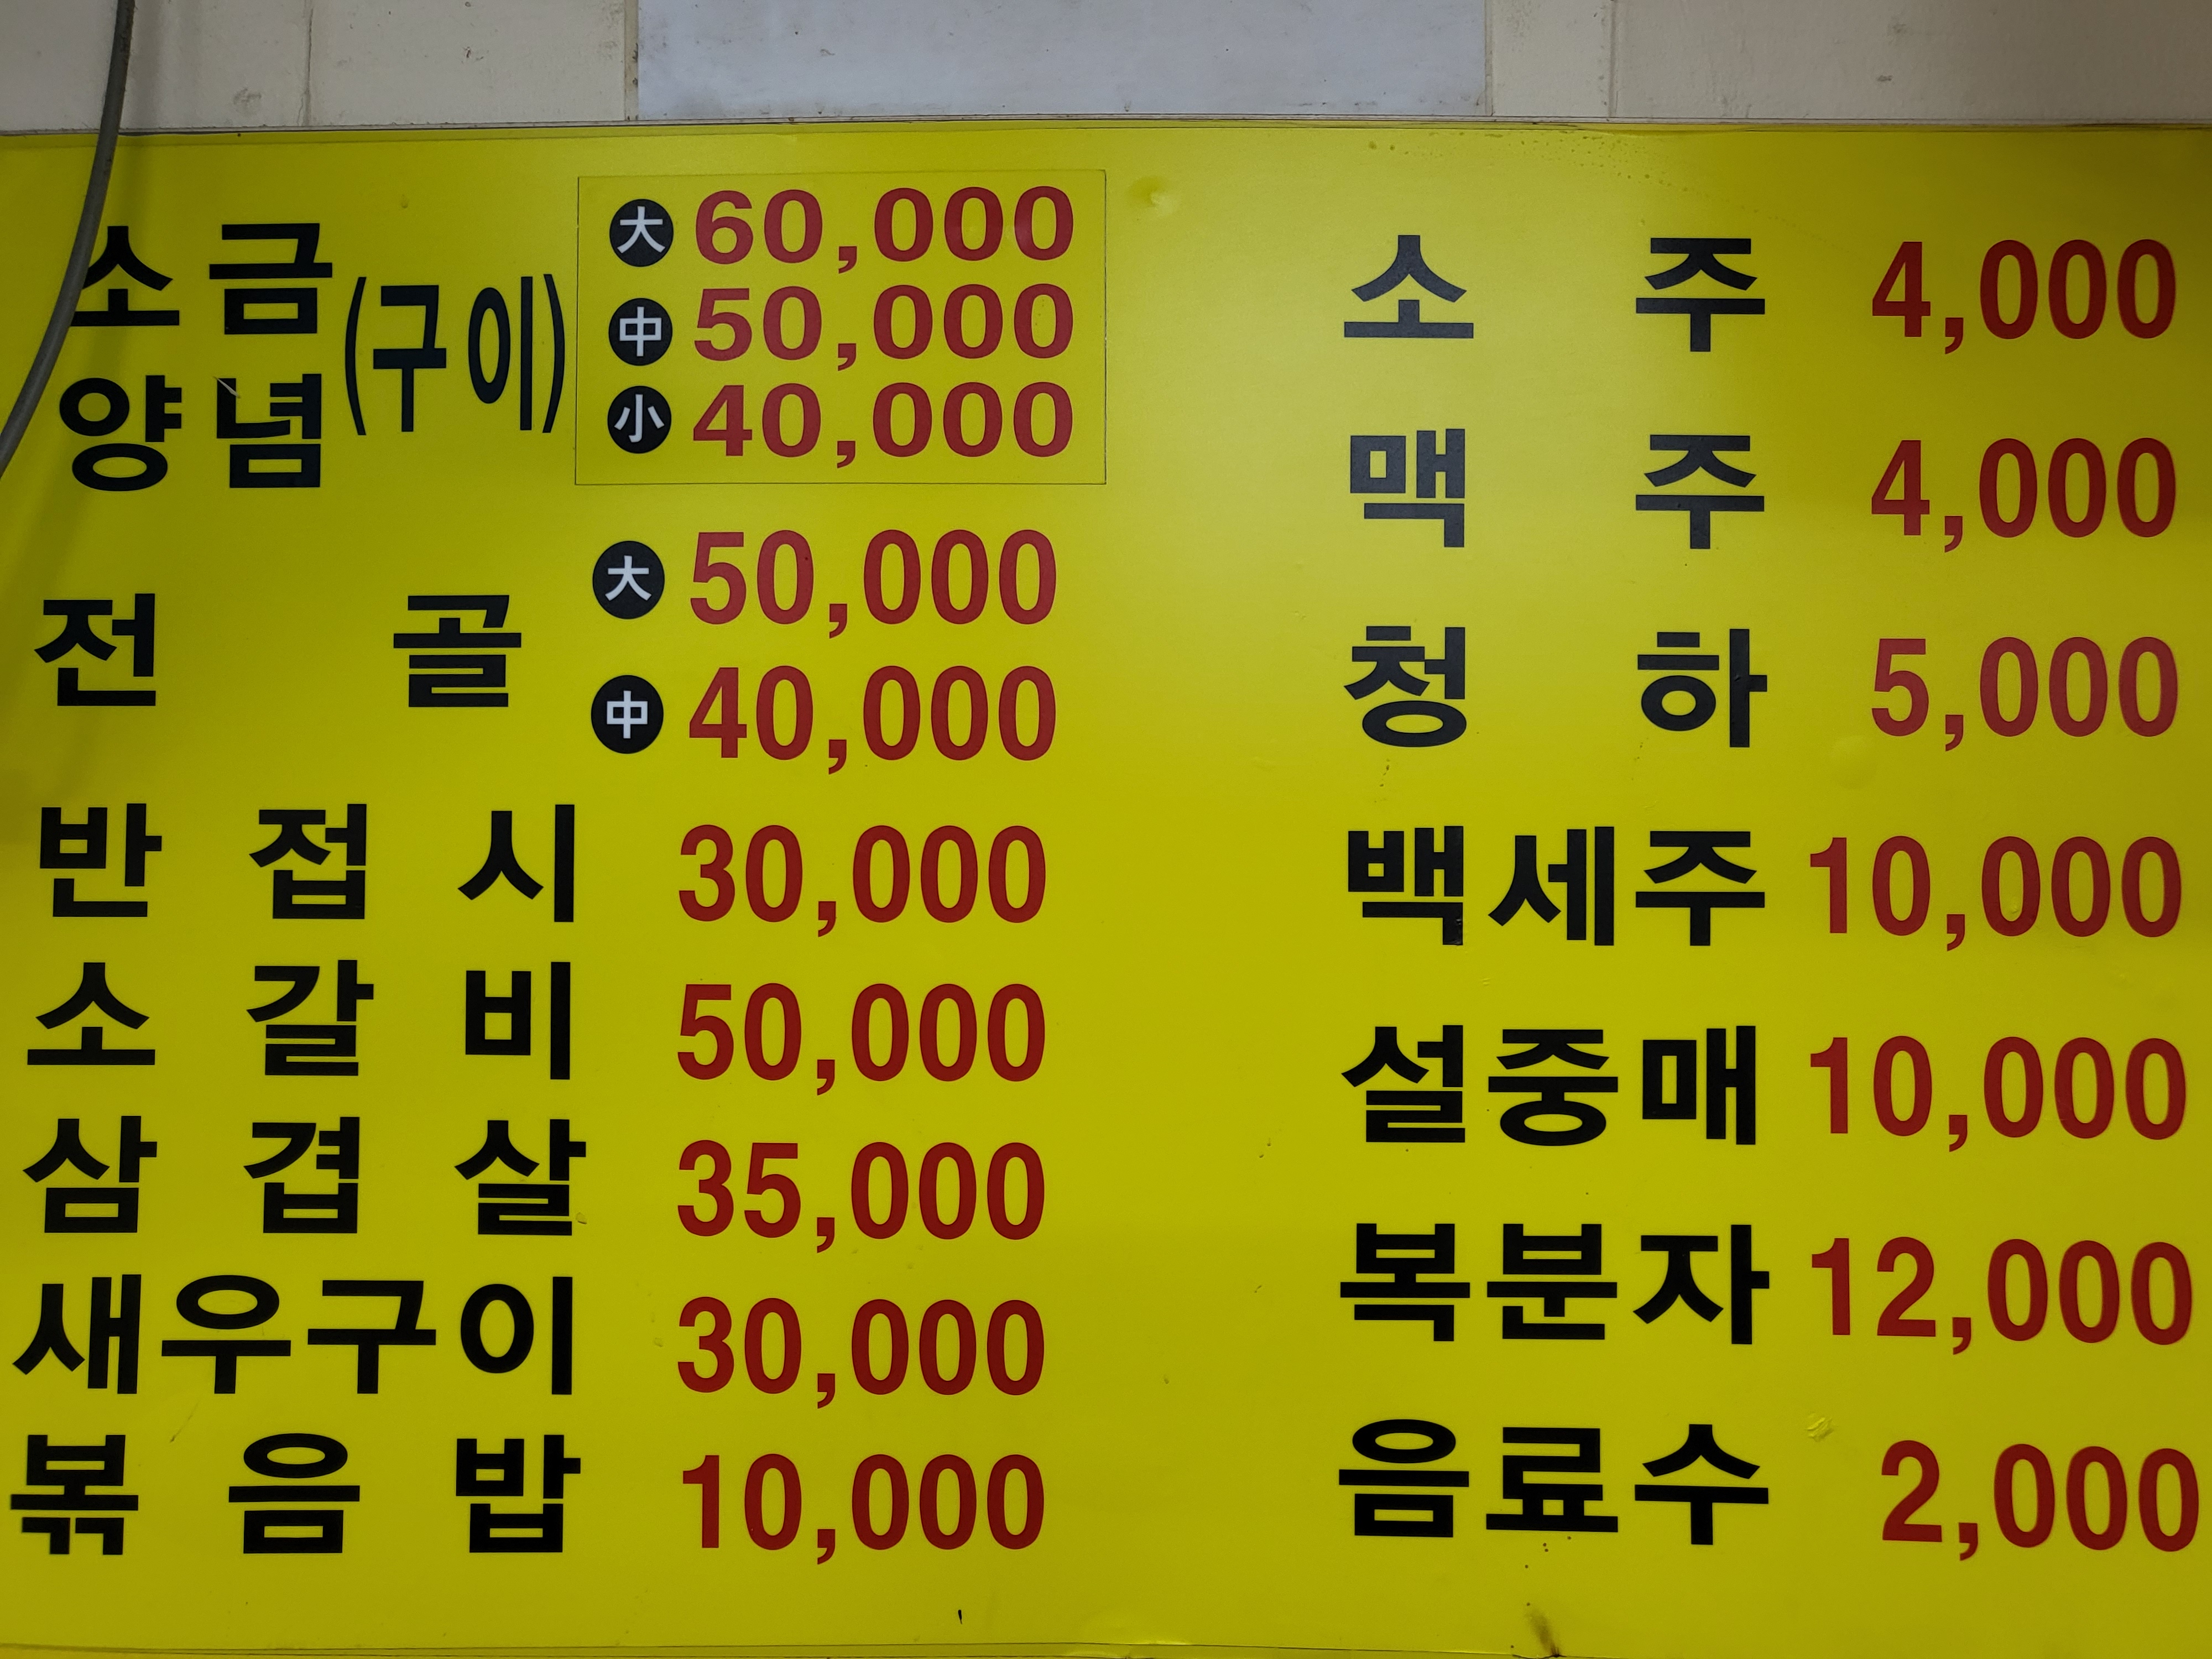 소금
양념
(구이)
大 60,000
中 50,000
小 40,000
전골
大 50,000
中 40,000
반접시 30,000
소갈비 50,000
삼겹살 35,000
새우구이 30,000
볶음밥 10,000
소주 4,000
맥주 4,000
청하 5,000
백세주 10,000
설중매 10,000
복분자 12,000
음료수 2,000